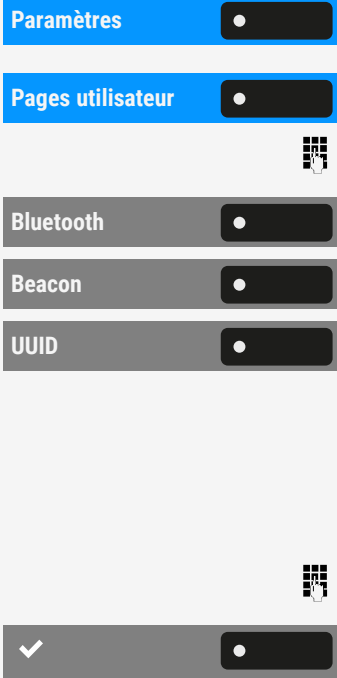 Paramètres
Pages utilisateur
Bluetooth
Beacon
UUID